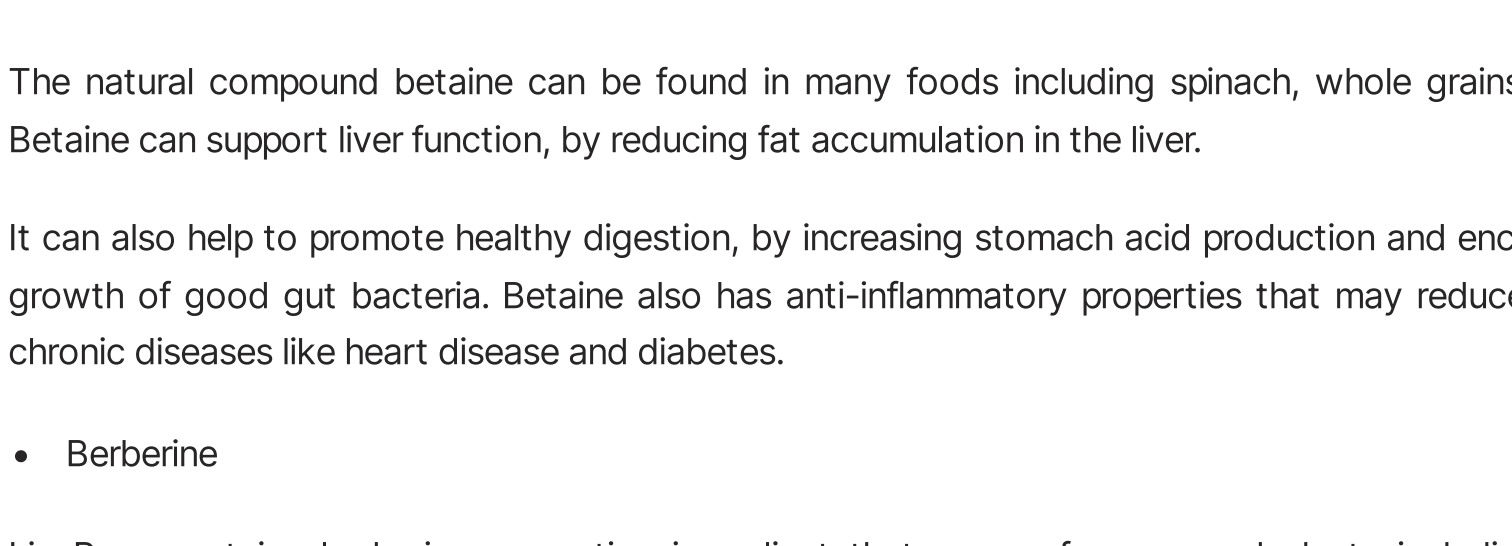 The natural compound betaine can be found in many foods including spinach, whole grains
Betaine can support liver function, by reducing fat accumulation in the liver.
It can also help to promote healthy digestion, by increasing stomach acid production and enc
growth of good gut bacteria. Betaine also has anti-inflammatory properties that may reduce
chronic diseases like heart disease and diabetes.
• Berberine